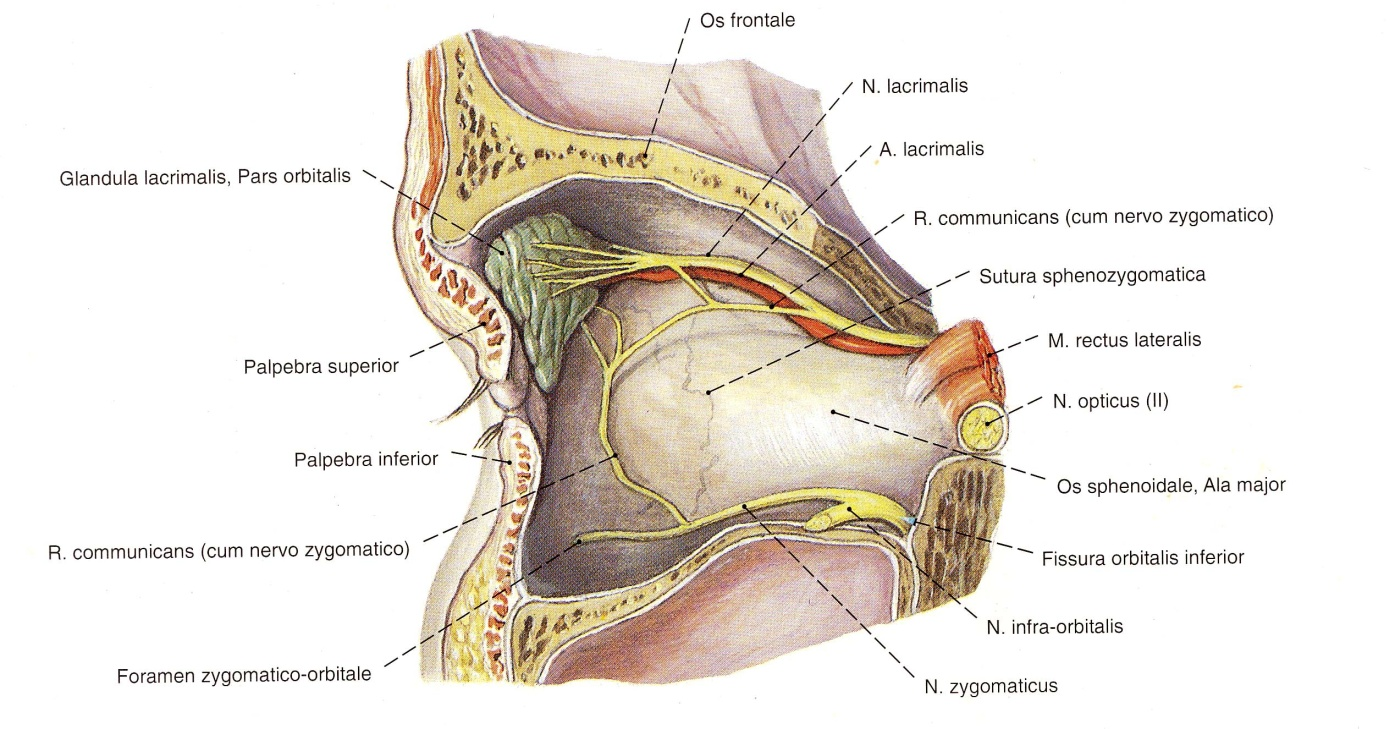 Os frontale
N. lacrimalis
A. lacrimalis
Glandula lacrimalis, Pars orbitalis
R. communicans (cum nervo zygomatico)
Sutura sphenozygomatica
M. rectus lateralis
Palpebra superior
N. opticus (II)
Palpebra inferior
Os sphenoidale, Ala major
R. communicans (cum nervo zygomatico)
Fissura orbitalis inferior
N. infra-orbitalis
Foramen zygomatico-orbitale
N. zygomaticus